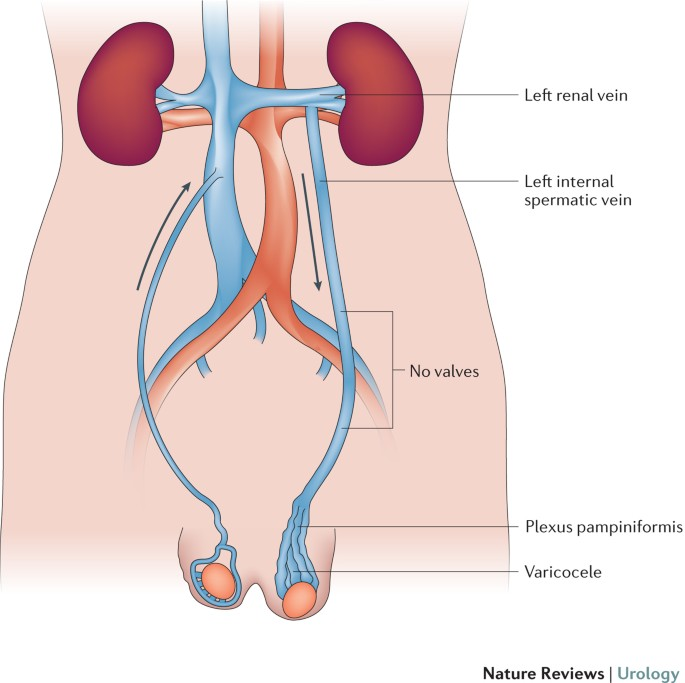 Left renal vein
Left internal
spermatic vein
No valves
Plexus pampiniformis
Varicocele
Nature Reviews | Urology